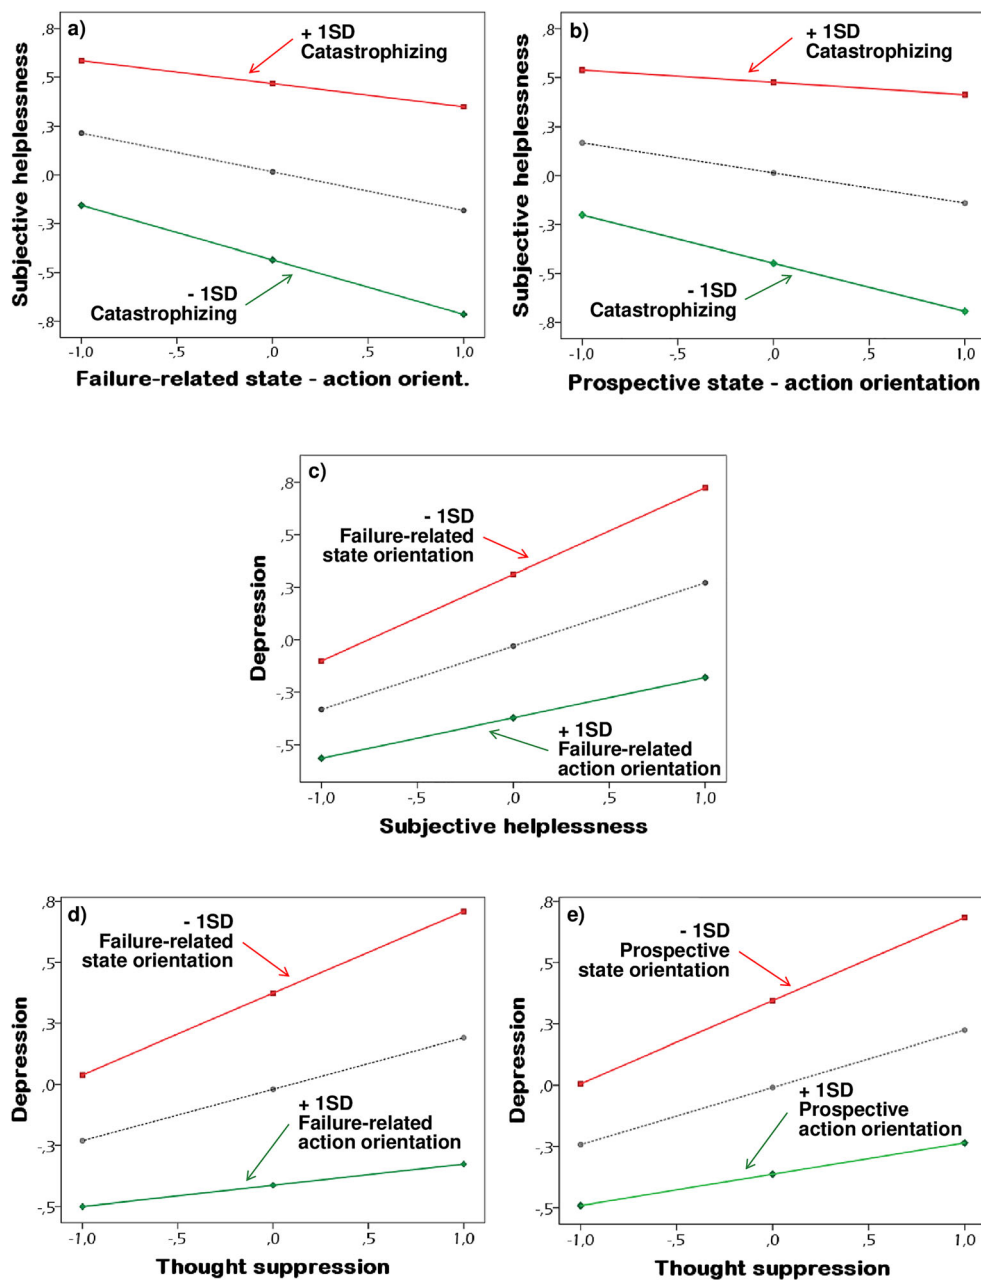 a)
+ 1SD
Catastrophizing
Subjective helplessness
,8
,5
,3
,0
-,3
-,5
-,8
- 1SD
Catastrophizing
-1,0 -,5 ,0 ,5 1,0
Failure-related state - action orient.
b)
+ 1SD
Catastrophizing
Subjective helplessness
,8
,5
,3
,0
-,3
-,5
-,8
- 1SD
Catastrophizing
-1,0 -,5 ,0 ,5 1,0
Prospective state - action orientation
c)
- 1SD
Failure-related
state orientation
Depression
,8
,5
,3
,0
-,3
-,5
+ 1SD
Failure-related
action orientation
-1,0 -,5 ,0 ,5 1,0
Subjective helplessness
d)
- 1SD
Failure-related
state orientation
Depression
,8
,5
,3
,0
-,3
-,5
+ 1SD
Failure-related
action orientation
-1,0 -,5 ,0 ,5 1,0
Thought suppression
e)
- 1SD
Prospective
state orientation
Depression
,8
,5
,3
,0
-,3
-,5
+ 1SD
Prospective
action orientation
-1,0 -,5 ,0 ,5 1,0
Thought suppression